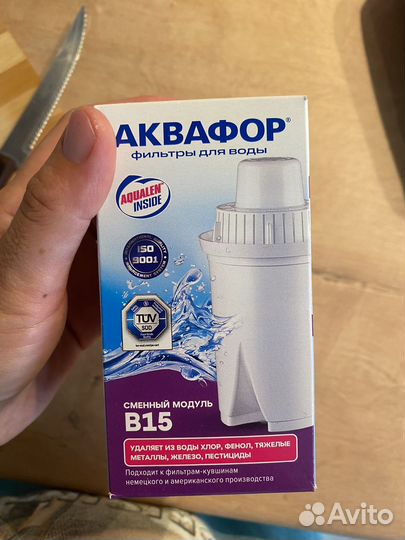 АКВАФОР®
ФИЛЬТРЫ ДЛЯ ВОДЫ
AQUALEN™
INSIDE
ISO
9001
TÜV
SÜD
СМЕННЫЙ МОДУЛЬ
B15
УДАЛЯЕТ ИЗ ВОДЫ ХЛОР, ФЕНОЛ, ТЯЖЕЛЫЕ
МЕТАЛЛЫ, ЖЕЛЕЗО, ПЕСТИЦИДЫ
Подходит к фильтрам-кувшинам
немецкого и американского производства
Avito